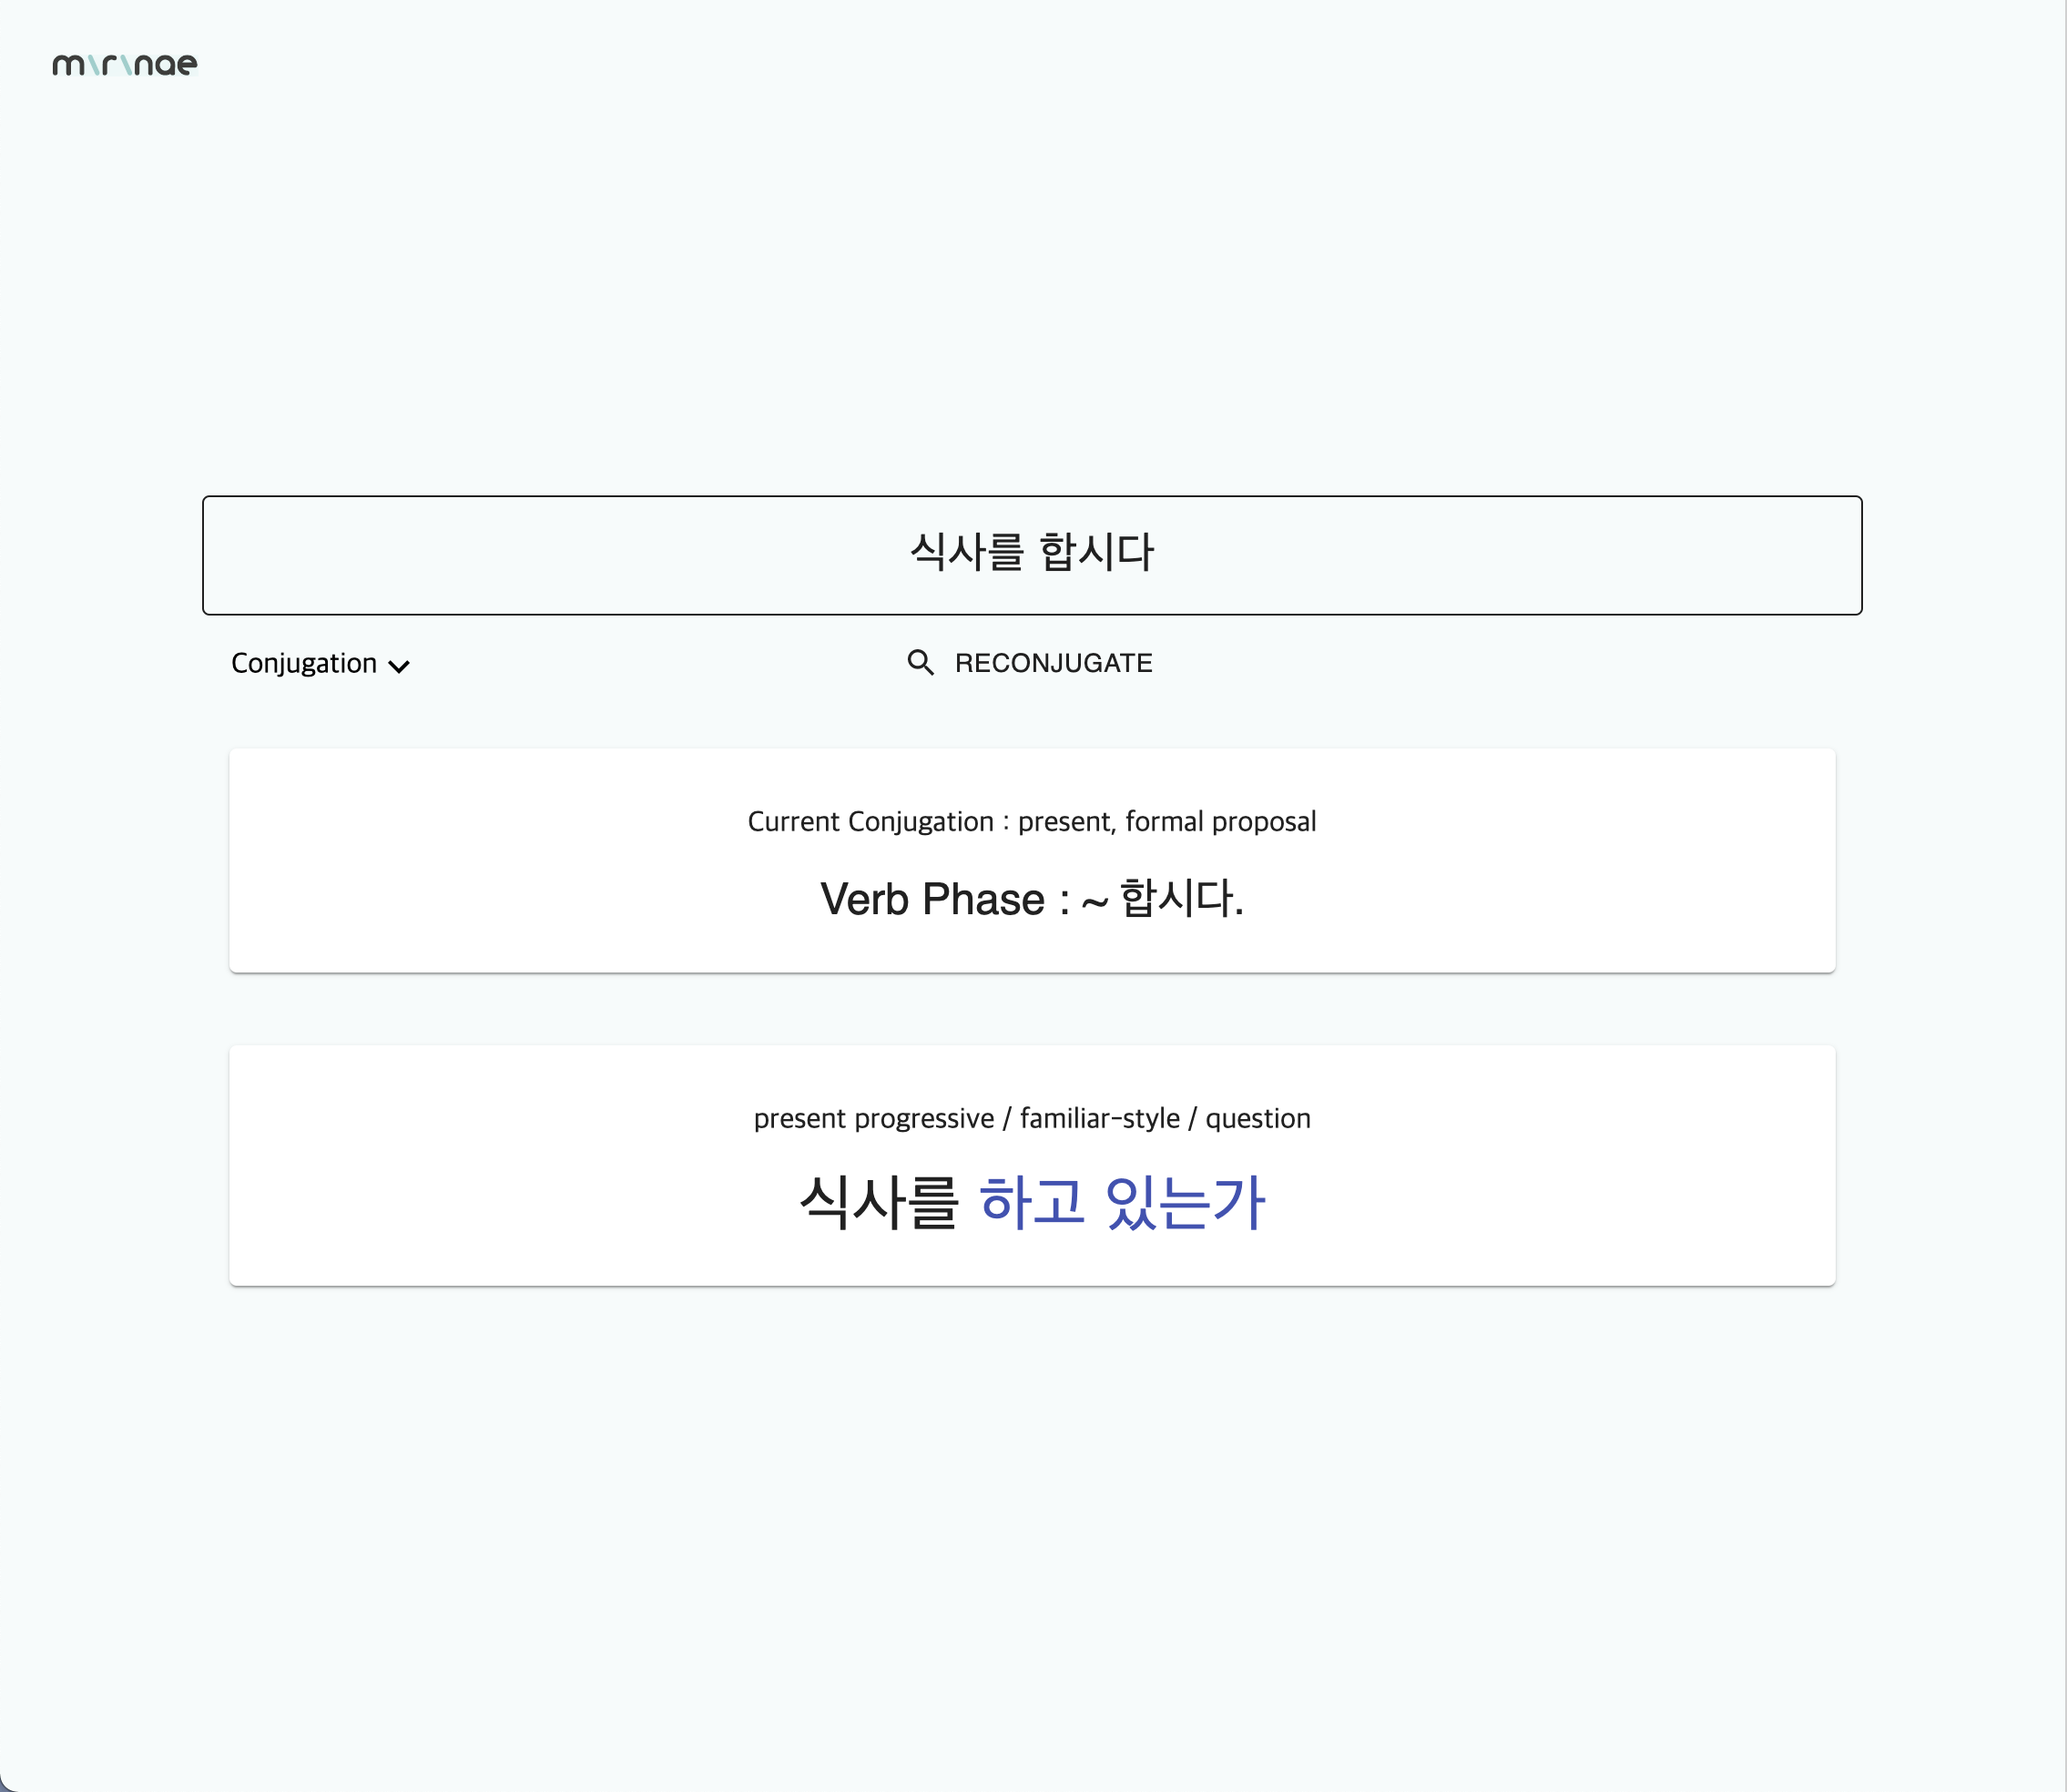 mirinae
식사를 합시다
Conjugation
RECONJUGATE
Current Conjugation : present, formal proposal
Verb Phase : ~ 합시다.
present progressive / familiar-style / question
식사를 하고 있는가